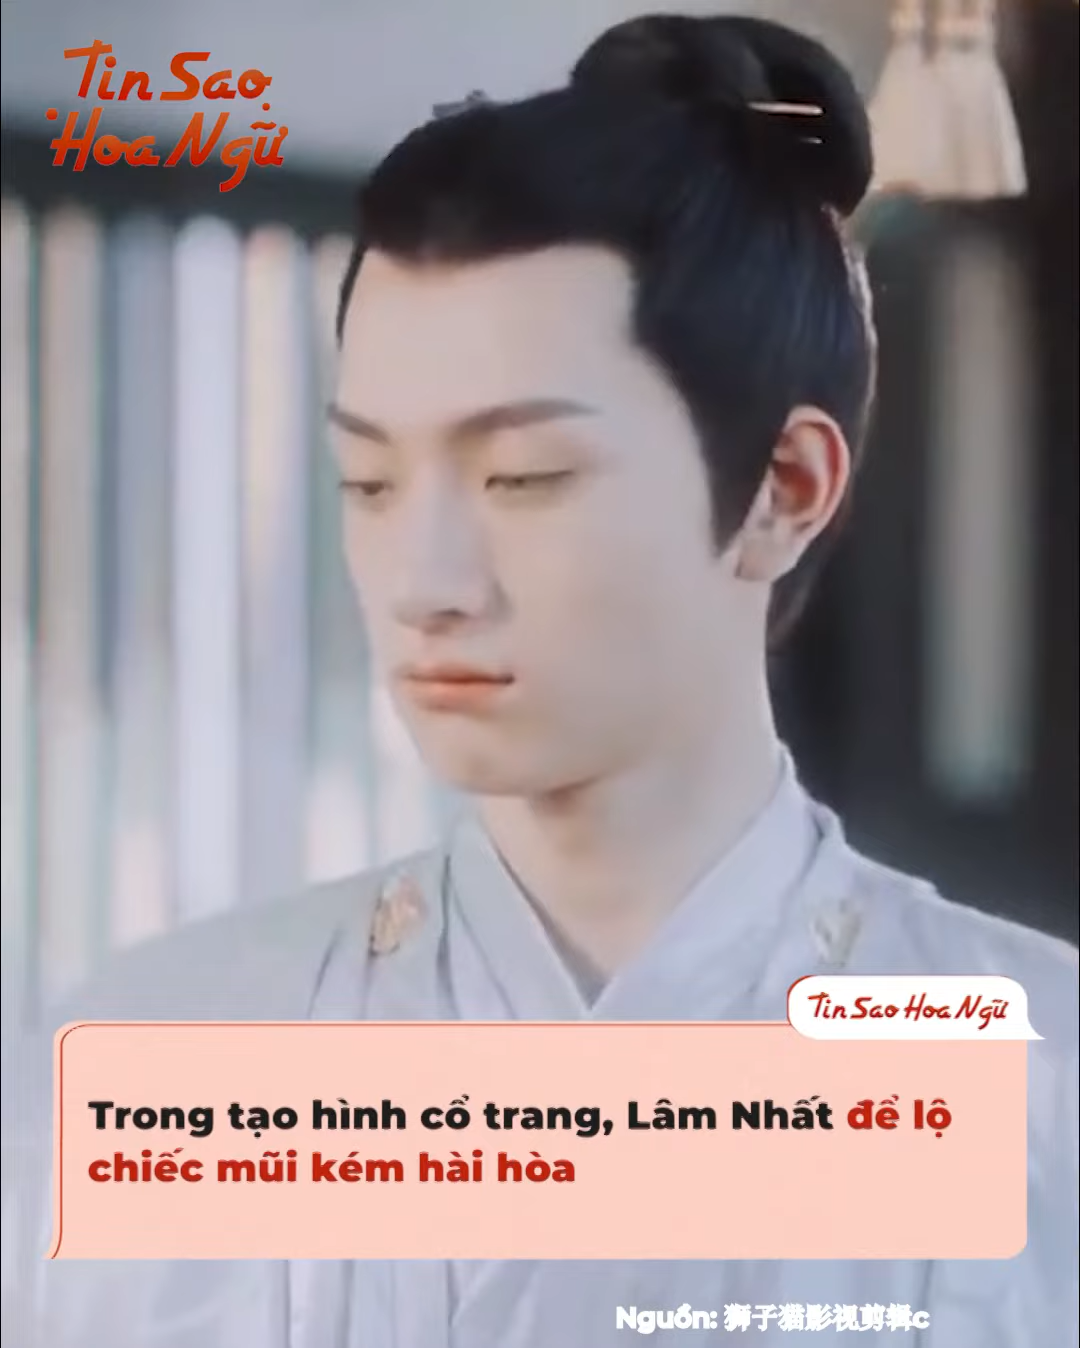 Tin Sao
Hoa Ngữ
Tin Sao Hoa Ngữ
Trong tạo hình cổ trang, Lâm Nhất để lộ
chiếc mũi kém hài hòa
Nguồn: 狮子猫影视剪辑c